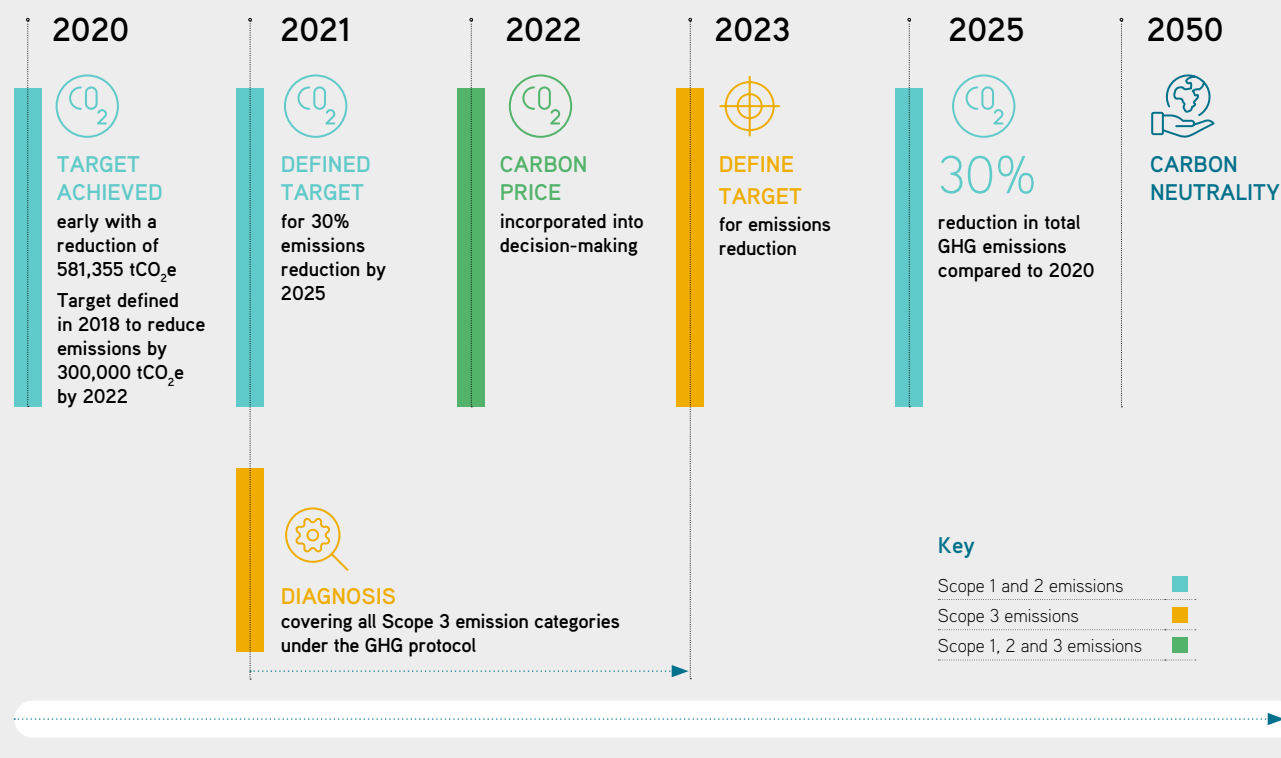 2020
CO2
TARGET
ACHIEVED
early with a
reduction of
581,355 tCO2e
Target defined
in 2018 to reduce
emissions by
300,000 tCO2e
by 2022
2021
CO2
DEFINED
TARGET
for 30%
emissions
reduction by
2025
2022
CO2
CARBON
PRICE
incorporated into
decision-making
2023
DEFINE
TARGET
for emissions
reduction
2025
CO2
30%
reduction in total
GHG emissions
compared to 2020
2050
CARBON
NEUTRALITY
DIAGNOSIS
covering all Scope 3 emission categories
under the GHG protocol
Key
Scope 1 and 2 emissions
Scope 3 emissions
Scope 1, 2 and 3 emissions